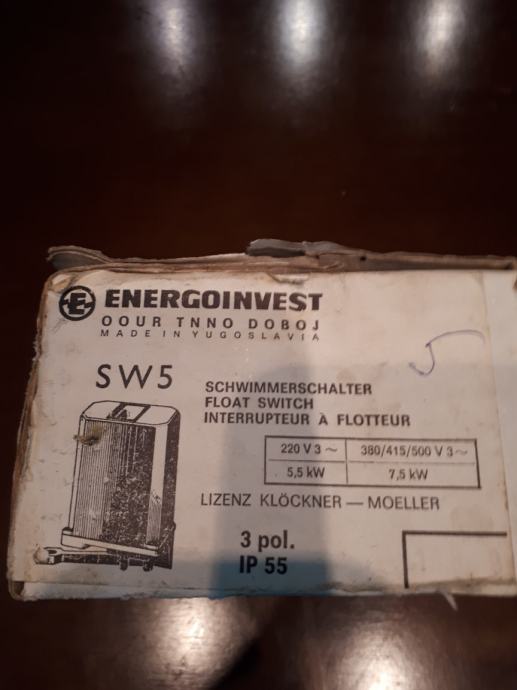 ENERGOINVEST
OOUR TNNO DOBOJ
MADE IN YUGOSLAVIA
SW5
SCHWIMMERSCHALTER
FLOAT SWITCH
INTERRUPTEUR À FLOTTEUR
220 V 3 ~ 380/415/500 V 3 ~
5,5 kW 7,5 kW
LIZENZ KLÖCKNER — MOELLER
3 pol.
IP 55